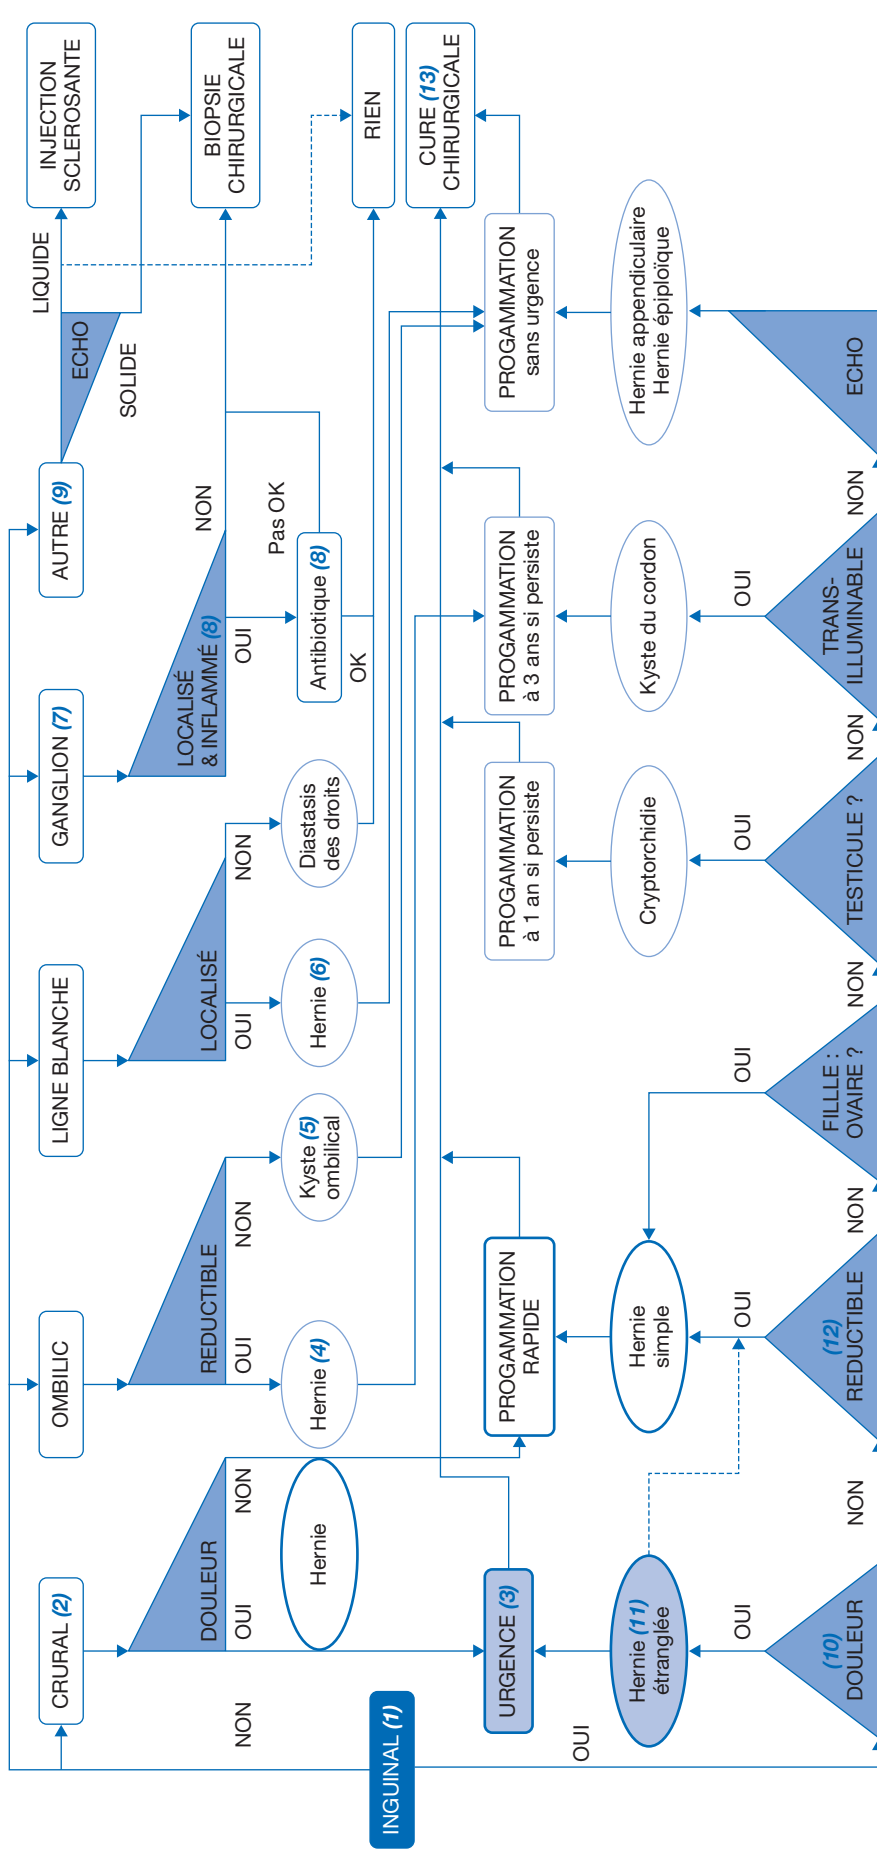 INGUINAL (1)
NON
OUI
CRURAL (2)
OMBILIC
LIGNE BLANCHE
GANGLION (7)
AUTRE (9)
DOULEUR
OUI
NON
REDUCTIBLE
OUI
NON
LOCALISÉ
OUI
NON
LOCALISÉ
& INFLAMMÉ (8)
OUI
NON
ECHO
LIQUIDE
SOLIDE
INJECTION
SCLEROSANTE
BIOPSIE
CHIRURGICALE
RIEN
CURE (13)
CHIRURGICALE
Hernie
Hernie (4)
Kyste (5)
ombilical
Hernie (6)
Diastasis
des droits
Antibiotique (8)
Pas OK
OK
URGENCE (3)
PROGAMMATION
RAPIDE
PROGAMMATION
à 1 an si persiste
PROGAMMATION
à 3 ans si persiste
PROGAMMATION
sans urgence
Hernie (11)
étranglée
Hernie
simple
Cryptorchidie
Kyste du cordon
Hernie appendiculaire
Hernie épiploïque
OUI
OUI
OUI
OUI
OUI
(10)
DOULEUR
NON
(12)
REDUCTIBLE
NON
FILLLE :
OVAIRE ?
NON
TESTICULE ?
NON
TRANS-
ILLUMINABLE
NON
ECHO